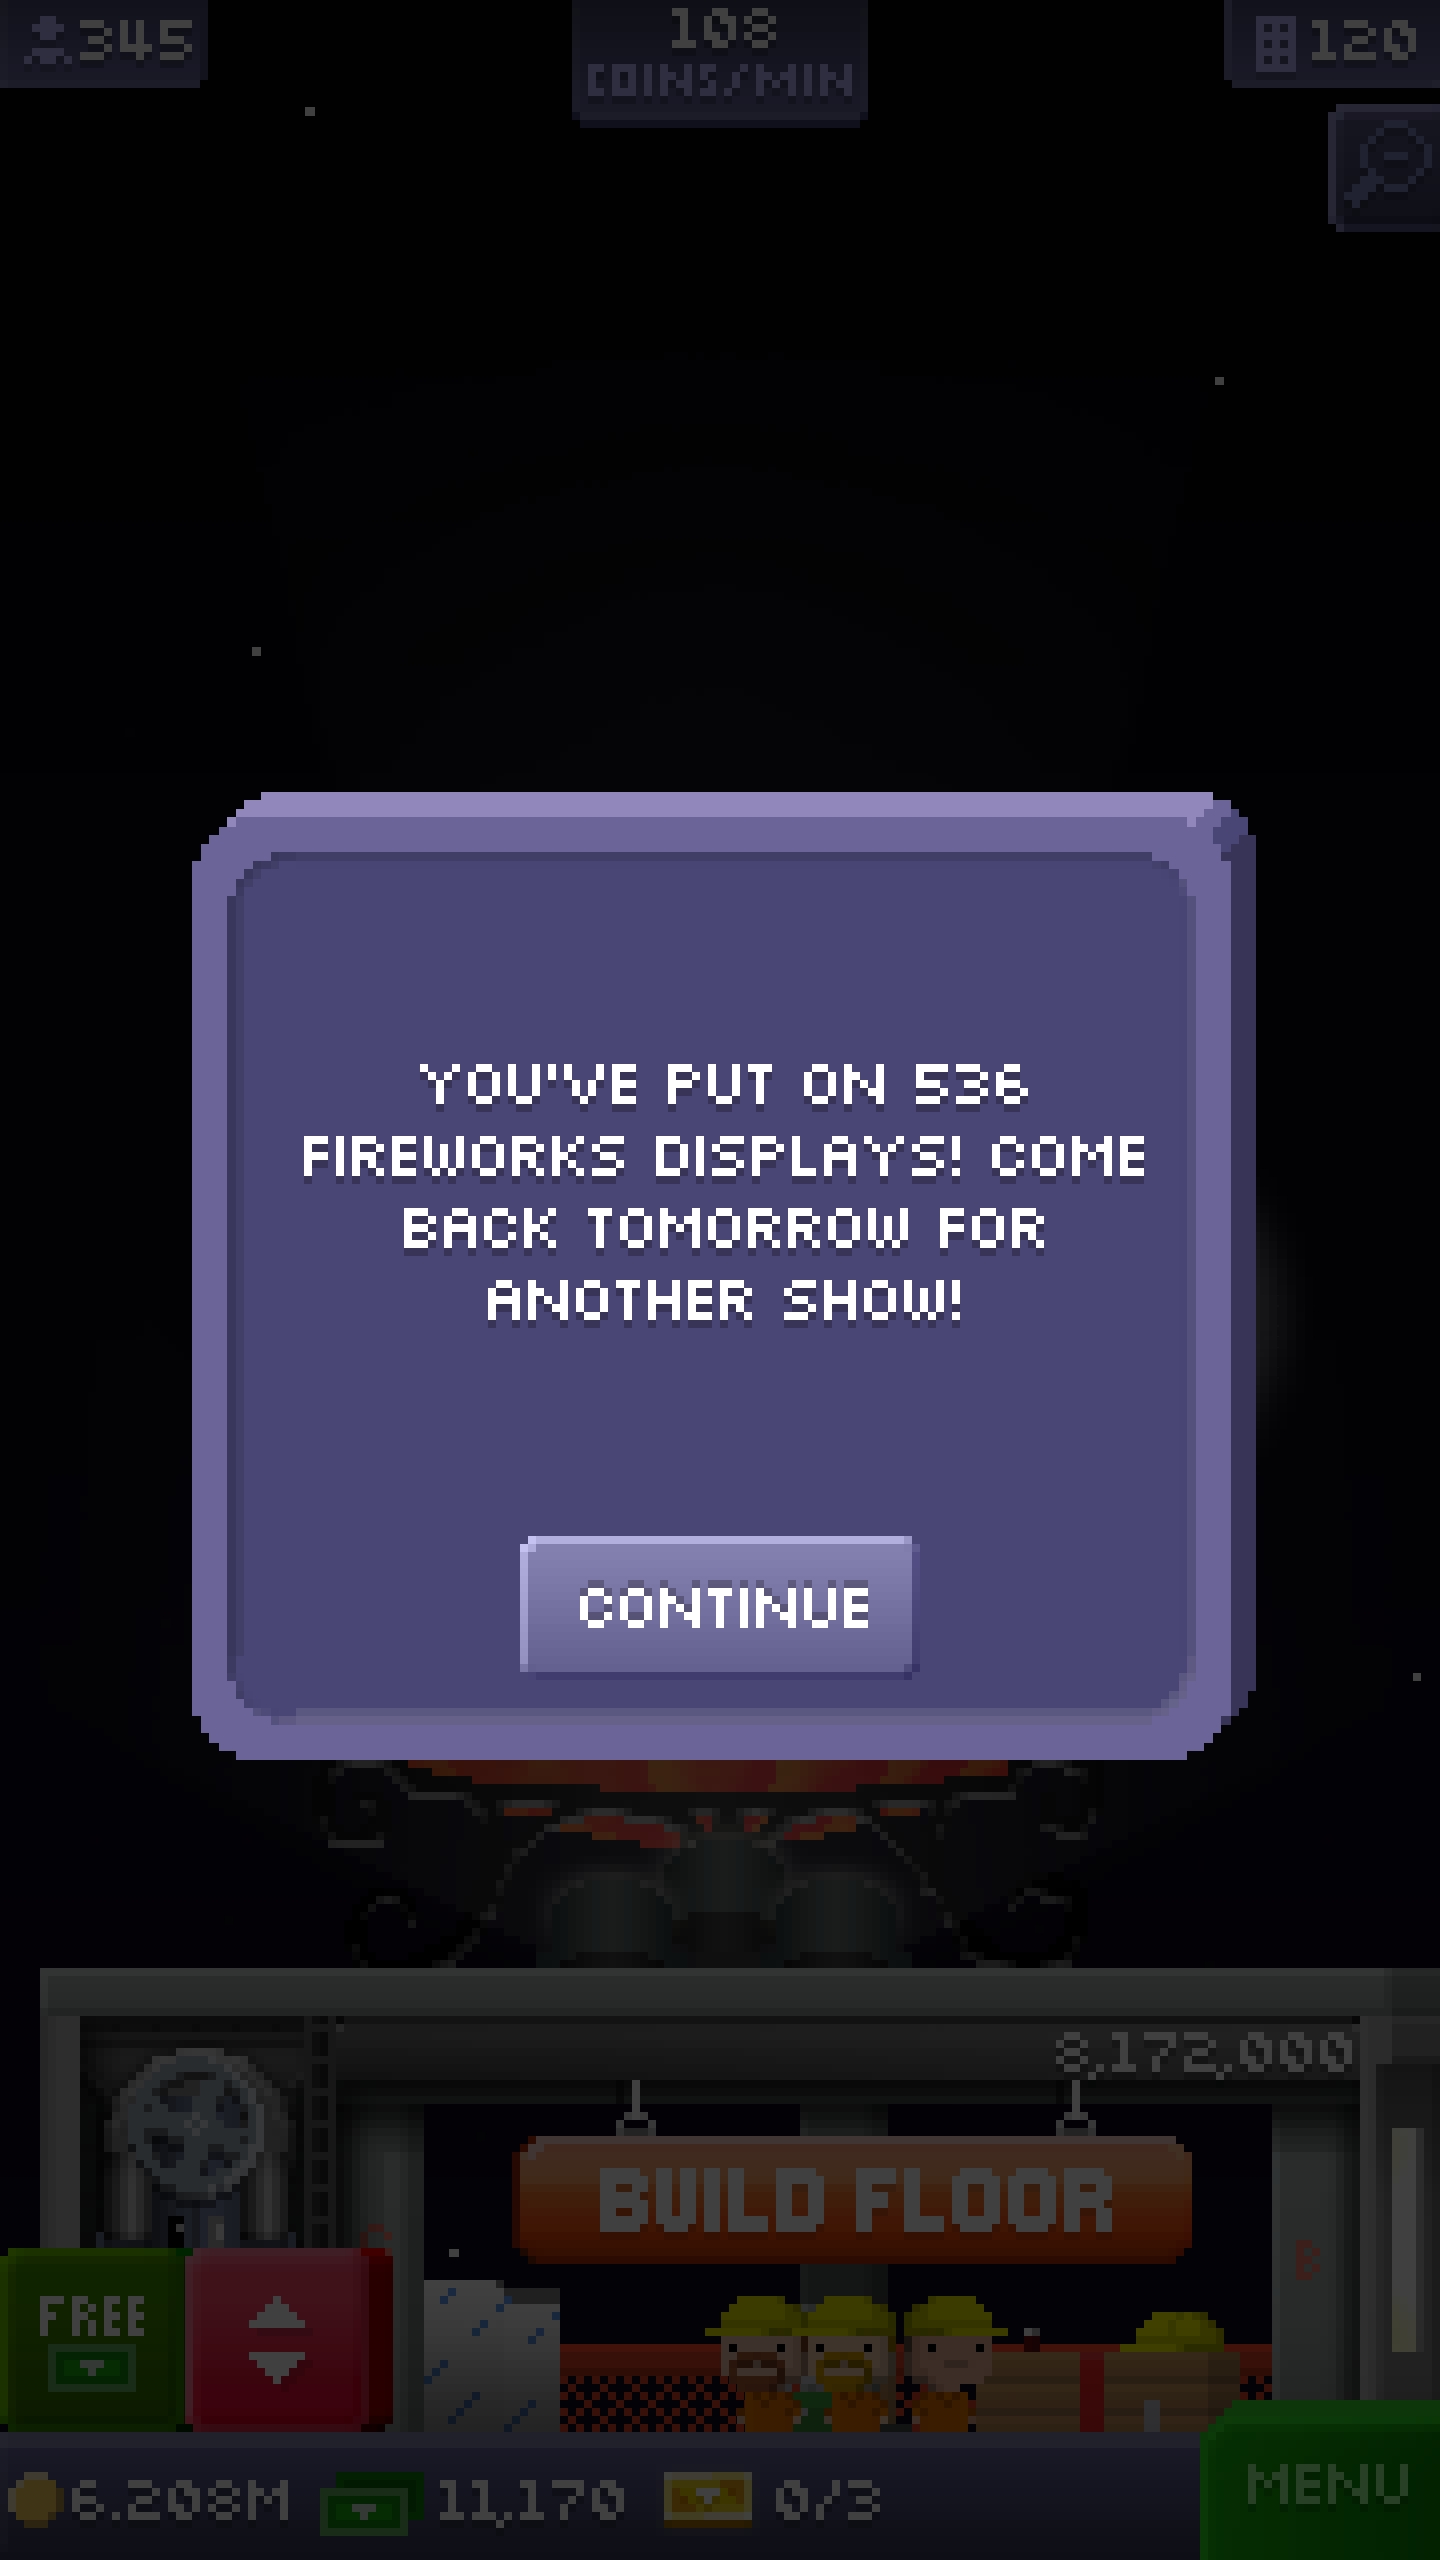 345
108
COINS/MIN
120
YOU'VE PUT ON 536
FIREWORKS DISPLAYS! COME
BACK TOMORROW FOR
ANOTHER SHOW!
CONTINUE
8,172,000
BUILD FLOOR
B
FREE
6.208M
11,170
0/3
MENU